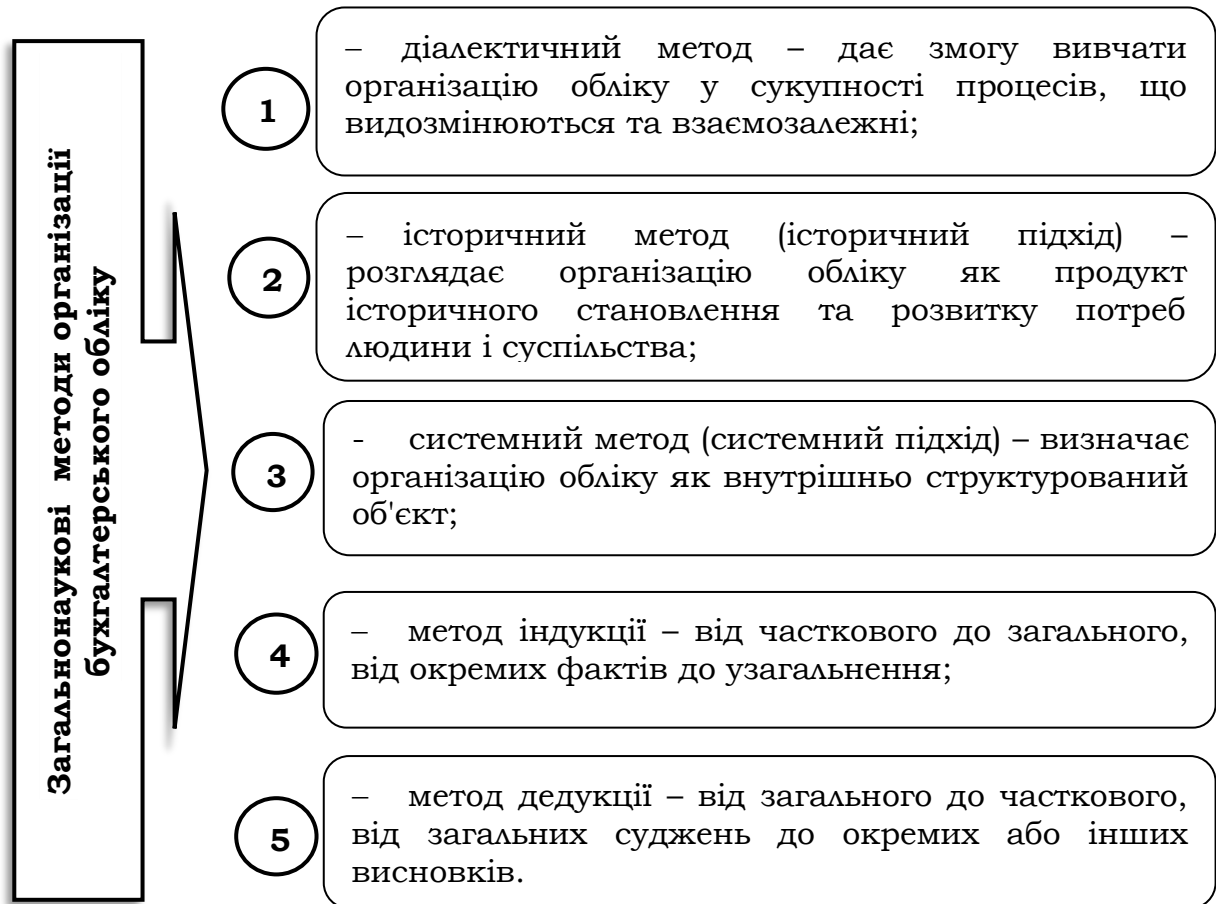 Загальнонаукові методи організації
бухгалтерського обліку
1
– діалектичний метод – дає змогу вивчати
організацію обліку у сукупності процесів, що
видозмінюються та взаємозалежні;
2
– історичний метод (історичний підхід) –
розглядає організацію обліку як продукт
історичного становлення та розвитку потреб
людини і суспільства;
3
- системний метод (системний підхід) – визначає
організацію обліку як внутрішньо структурований
об'єкт;
4
– метод індукції – від часткового до загального,
від окремих фактів до узагальнення;
5
– метод дедукції – від загального до часткового,
від загальних суджень до окремих або інших
висновків.